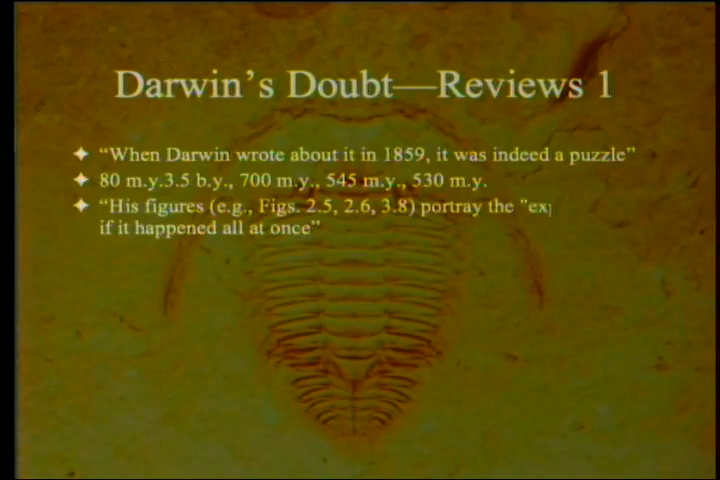 Darwin's Doubt—Reviews 1
✦ “When Darwin wrote about it in 1859, it was indeed a puzzle”
✦ 80 m.y.3.5 b.y., 700 m.y., 545 m.y., 530 m.y.
✦ “His figures (e.g., Figs. 2.5, 2.6, 3.8) portray the "ex
if it happened all at once”